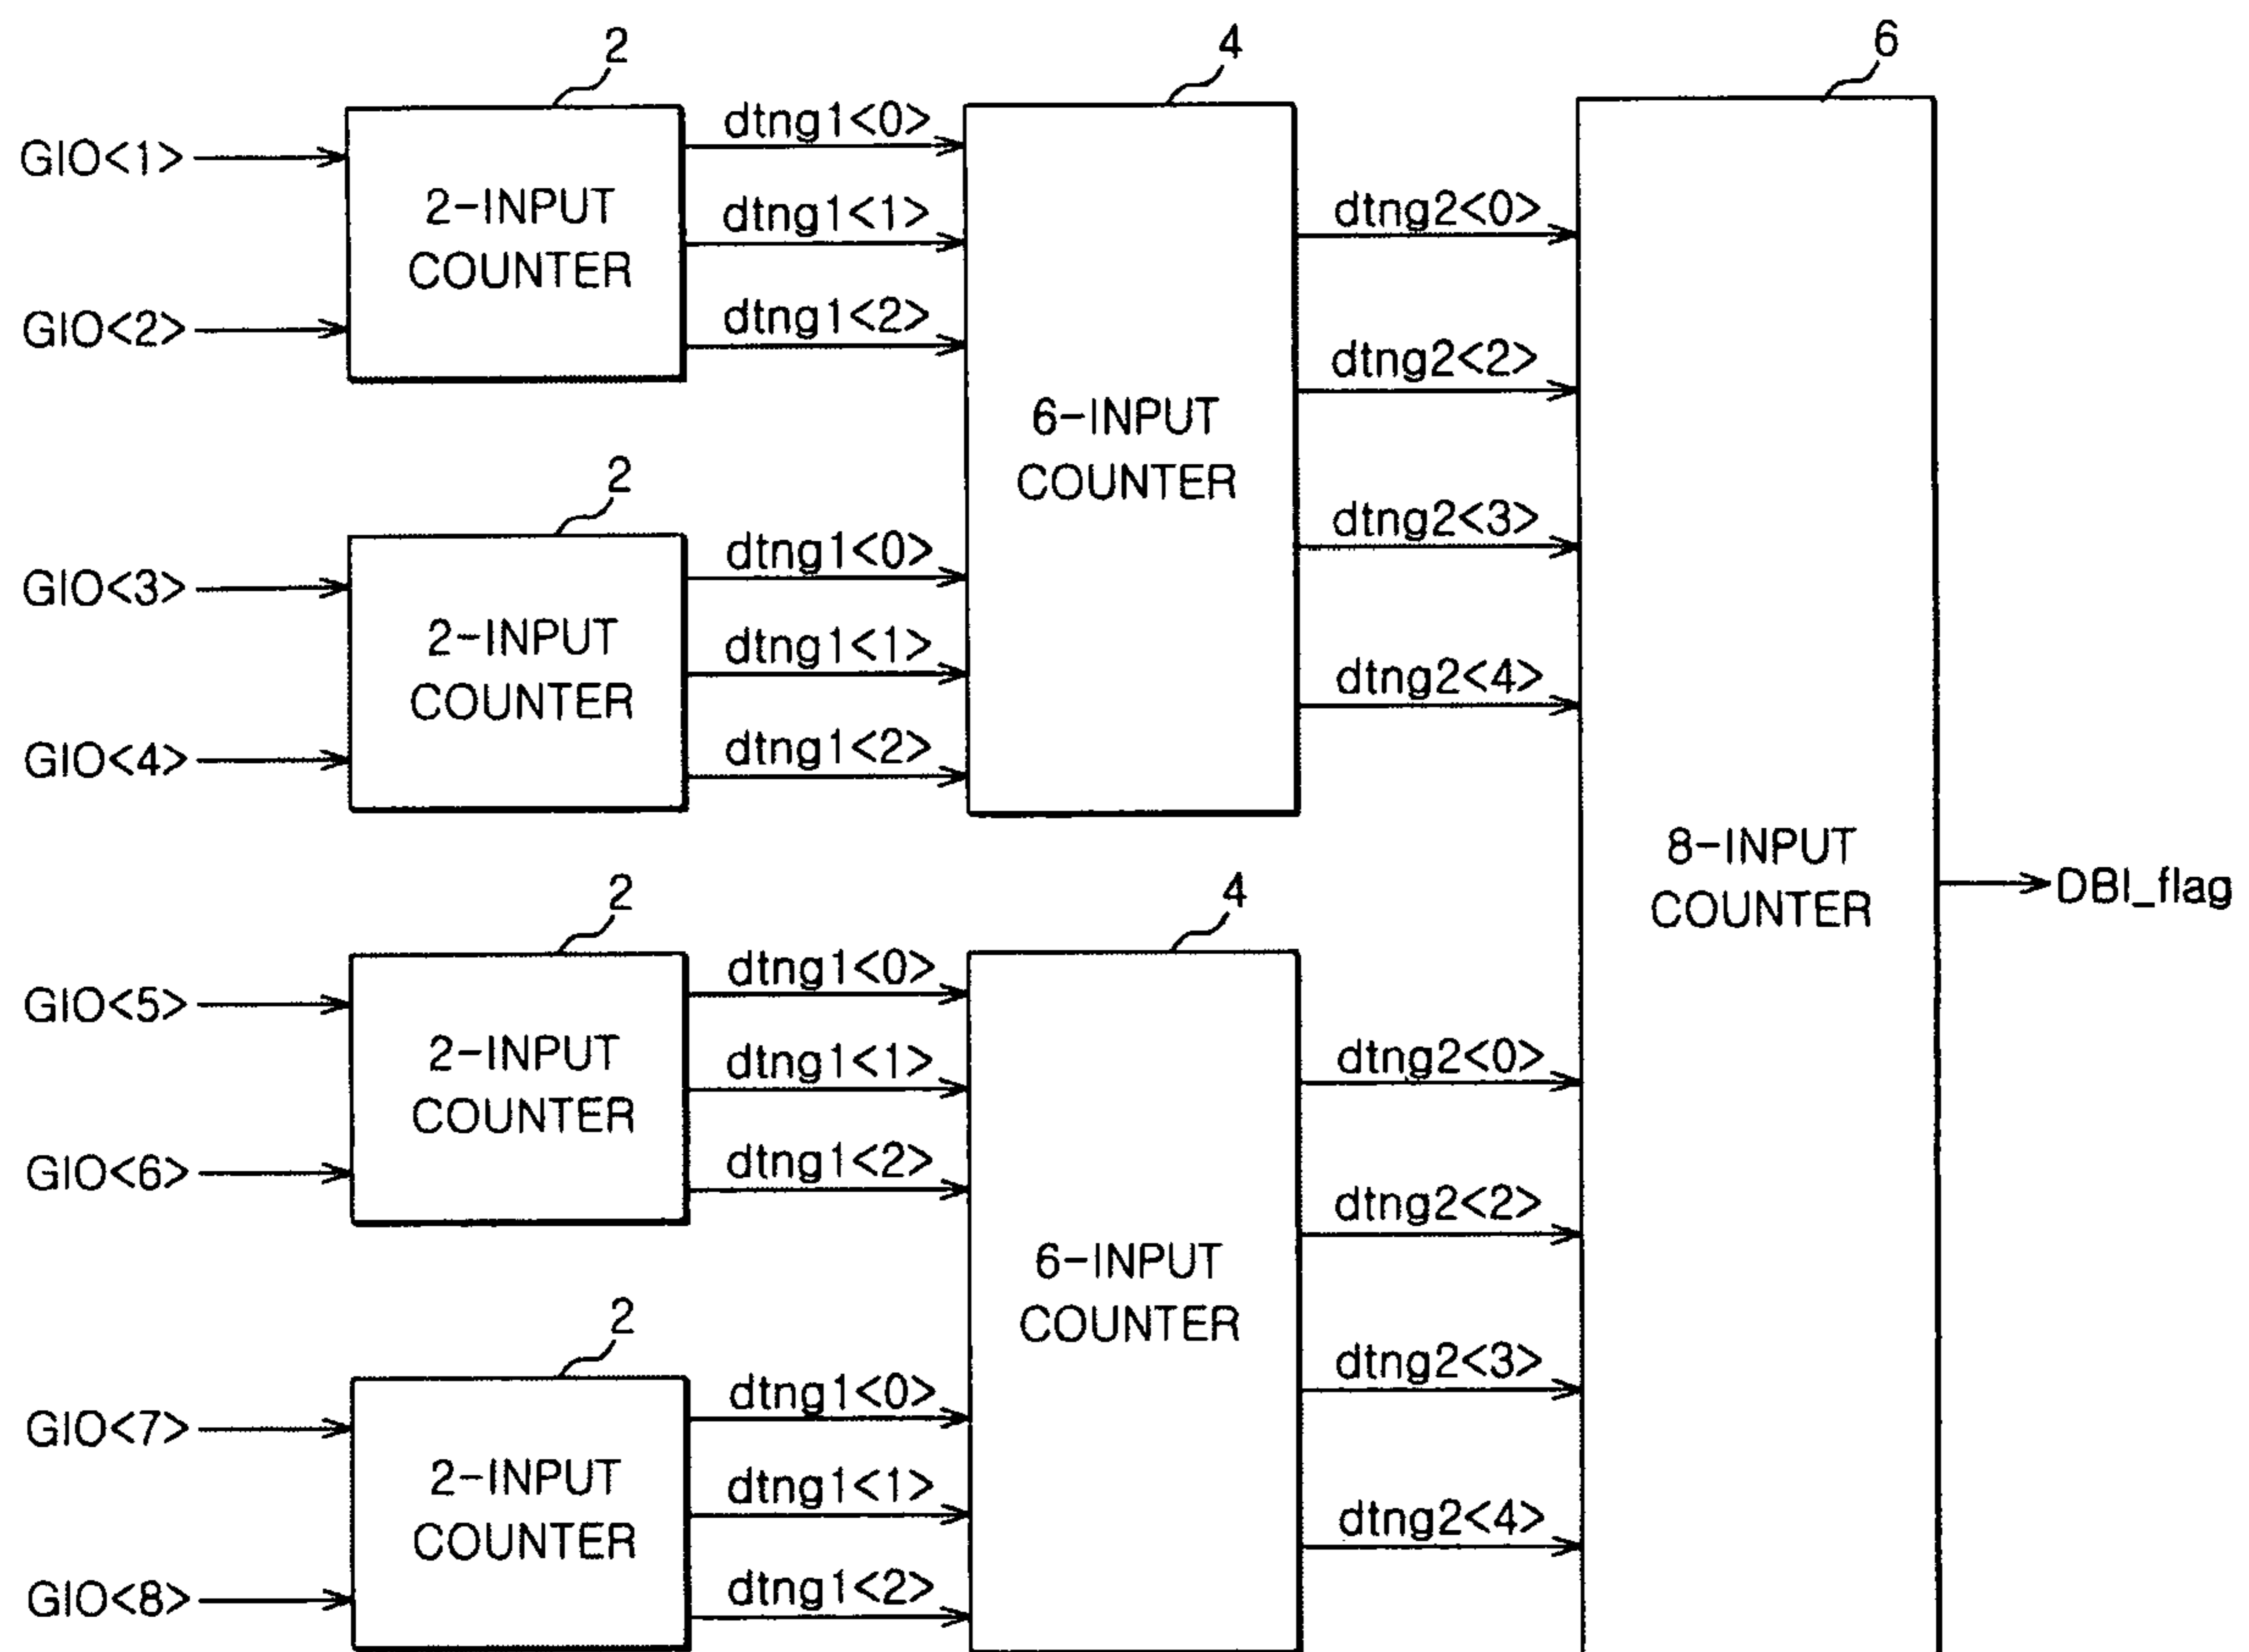 2
4
6
GIO<1>
GIO<2>
2-INPUT
COUNTER
dtng1<0>
dtng1<1>
dtng1<2>
2
GIO<3>
GIO<4>
2-INPUT
COUNTER
dtng1<0>
dtng1<1>
dtng1<2>
6-INPUT
COUNTER
dtng2<0>
dtng2<2>
dtng2<3>
dtng2<4>
2
4
GIO<5>
GIO<6>
2-INPUT
COUNTER
dtng1<0>
dtng1<1>
dtng1<2>
2
GIO<7>
GIO<8>
2-INPUT
COUNTER
dtng1<0>
dtng1<1>
dtng1<2>
6-INPUT
COUNTER
dtng2<0>
dtng2<2>
dtng2<3>
dtng2<4>
8-INPUT
COUNTER
DBI_flag